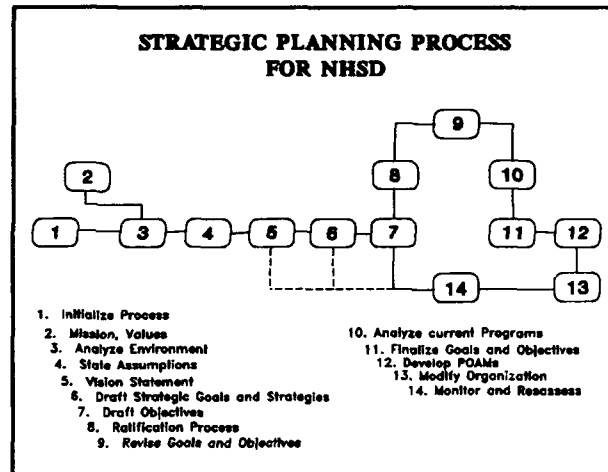 STRATEGIC PLANNING PROCESS
FOR NHSD
9
2
8
10
1
3
4
5
6
7
11
12
14
13
1. Initialize Process
2. Mission, Values
3. Analyze Environment
4. State Assumptions
5. Vision Statement
6. Draft Strategic Goals and Strategies
7. Draft Objectives
8. Ratification Process
9. Revise Goals and Objectives
10. Analyze current Programs
11. Finalize Goals and Objectives
12. Develop POAMs
13. Modify Organization
14. Monitor and Ressassess